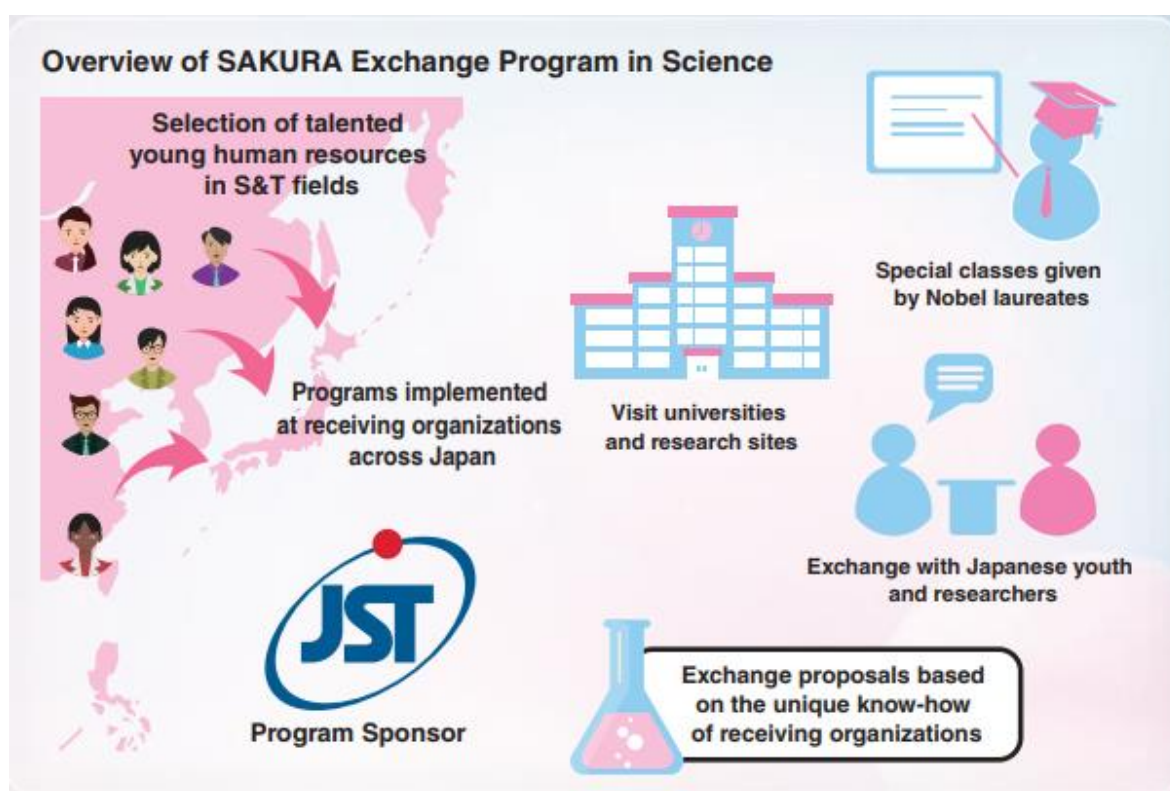 Overview of SAKURA Exchange Program in Science
Selection of talented
young human resources
in S&T fields
Programs implemented
at receiving organizations
across Japan
JST
Program Sponsor
Visit universities
and research sites
Special classes given
by Nobel laureates
Exchange with Japanese youth
and researchers
Exchange proposals based
on the unique know-how
of receiving organizations